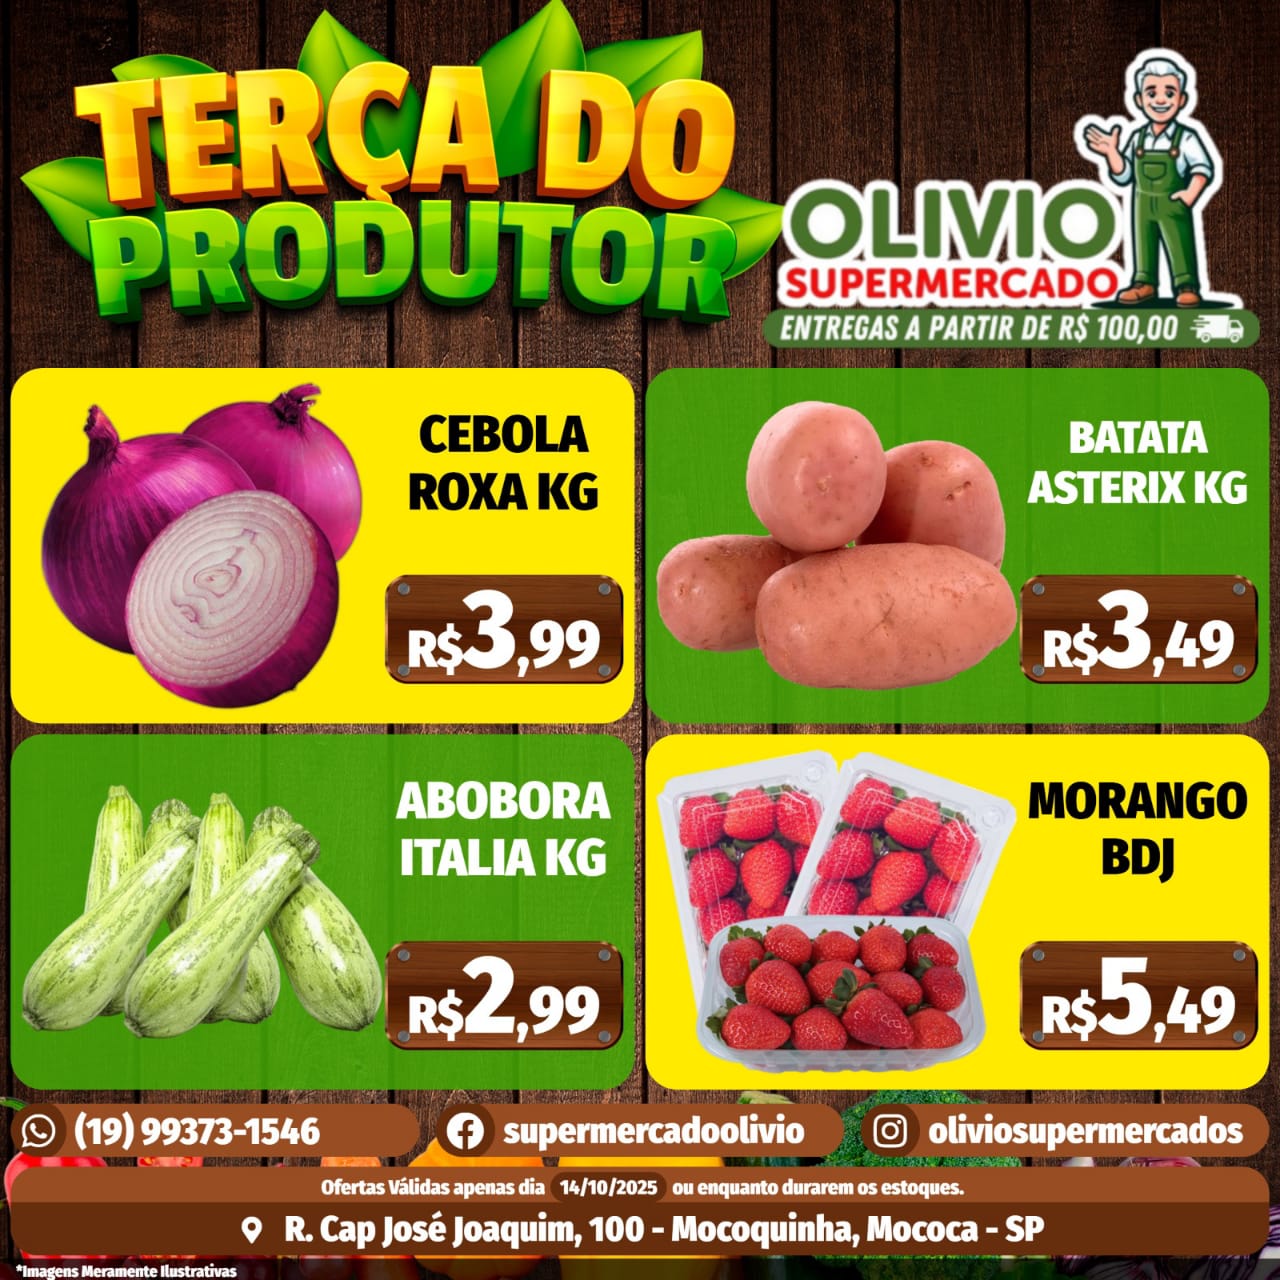 TERÇA DO
PRODUTOR
OLIVIO
SUPERMERCADO
ENTREGAS A PARTIR DE R$ 100,00
CEBOLA
ROXA KG
R$3,99
BATATA
ASTERIX KG
R$3,49
ABOBORA
ITALIA KG
R$2,99
MORANGO
BDJ
R$5,49
(19) 99373-1546
supermercadoolivio
oliviosupermercados
Ofertas Válidas apenas dia 14/10/2025 ou enquanto durarem os estoques.
R. Cap José Joaquim, 100 - Mocoquinha, Mococa - SP
*Imagens Meramente Ilustrativas